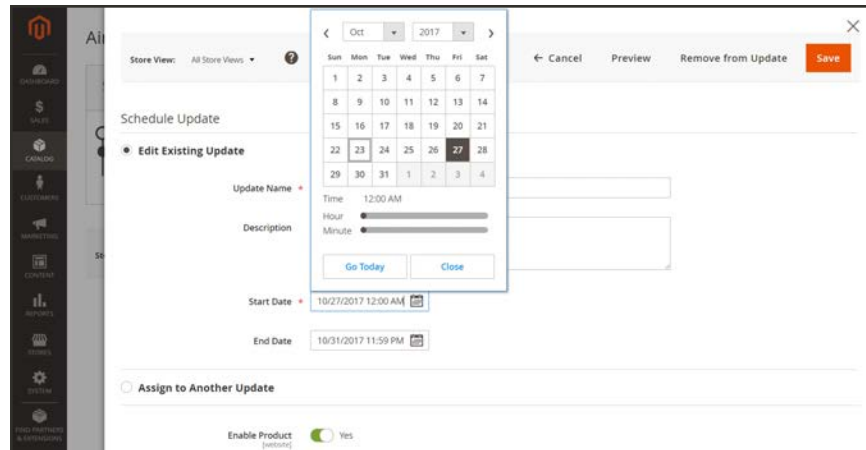 Ai
Store View: All Store Views
?
← Cancel Preview Remove from Update Save
Oct 2017
Sun Mon Tue Wed Thu Fri Sat
1 2 3 4 5 6 7
8 9 10 11 12 13 14
15 16 17 18 19 20 21
22 23 24 25 26 27 28
29 30 31 1 2 3 4
Time 12:00 AM
Hour
Minute
Go Today Close
DASHBOARD
$
SALES
CATALOG
CUSTOMERS
MARKETING
CONTENT
REPORTS
STORES
SYSTEM
FIND PARTNERS
& EXTENSIONS
Schedule Update
Edit Existing Update
Update Name *
Description
Start Date * 10/27/2017 12:00 AM
End Date 10/31/2017 11:59 PM
Assign to Another Update
Enable Product Yes
[website]